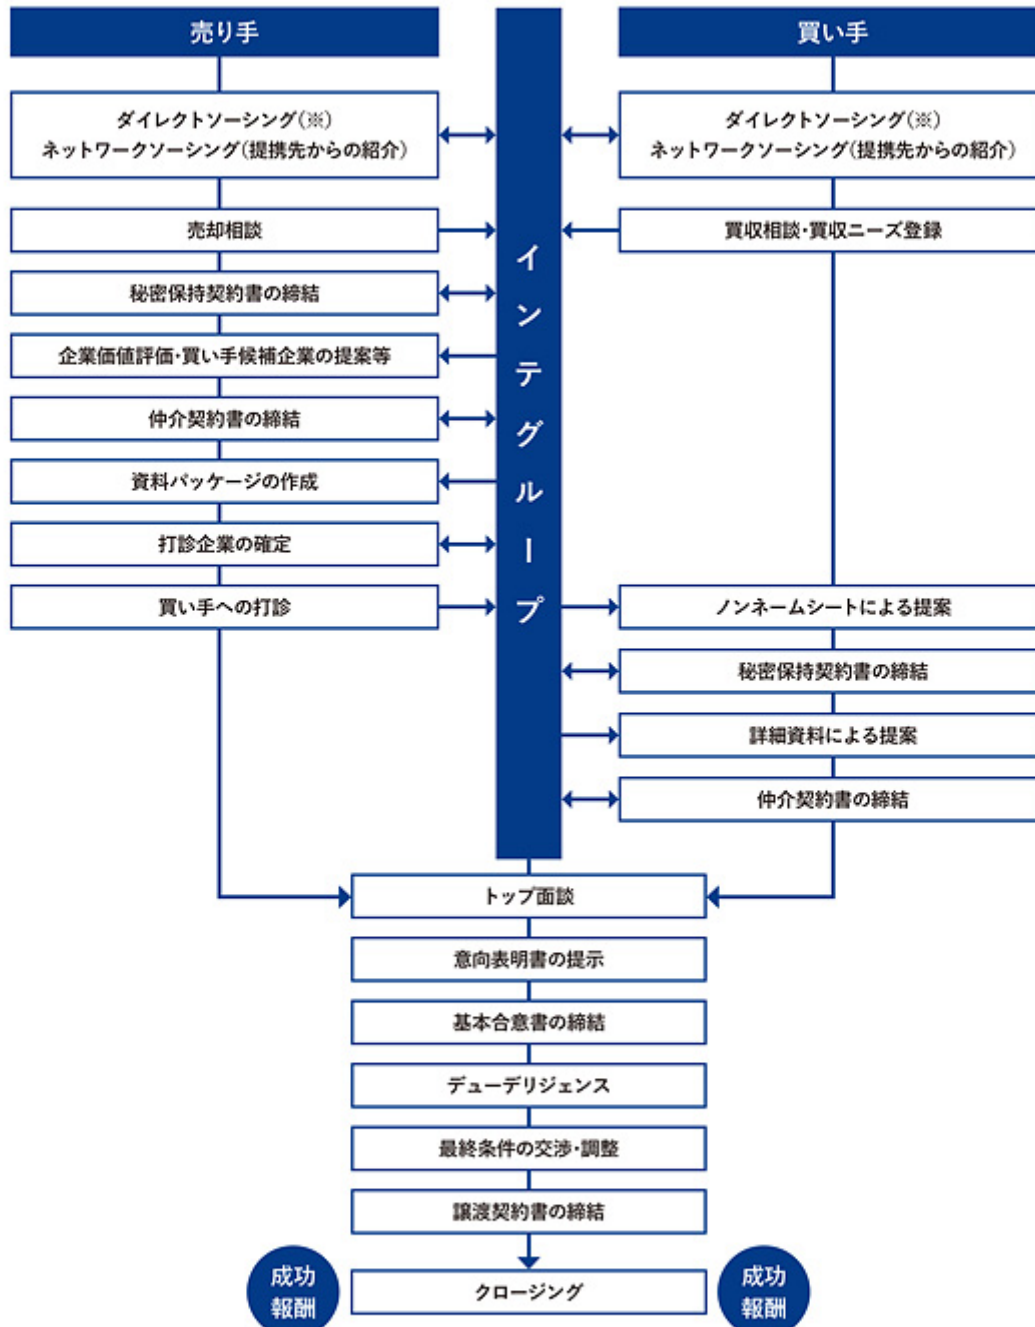 売り手
買い手
ダイレクトソーシング(※)
ネットワークソーシング(提携先からの紹介)
ダイレクトソーシング(※)
ネットワークソーシング(提携先からの紹介)
売却相談
買収相談・買収ニーズ登録
秘密保持契約書の締結
企業価値評価・買い手候補企業の提案等
仲介契約書の締結
資料パッケージの作成
打診企業の確定
買い手への打診
インテグループ
ノンネームシートによる提案
秘密保持契約書の締結
詳細資料による提案
仲介契約書の締結
トップ面談
意向表明書の提示
基本合意書の締結
デューデリジェンス
最終条件の交渉・調整
譲渡契約書の締結
成功
報酬
クロージング
成功
報酬